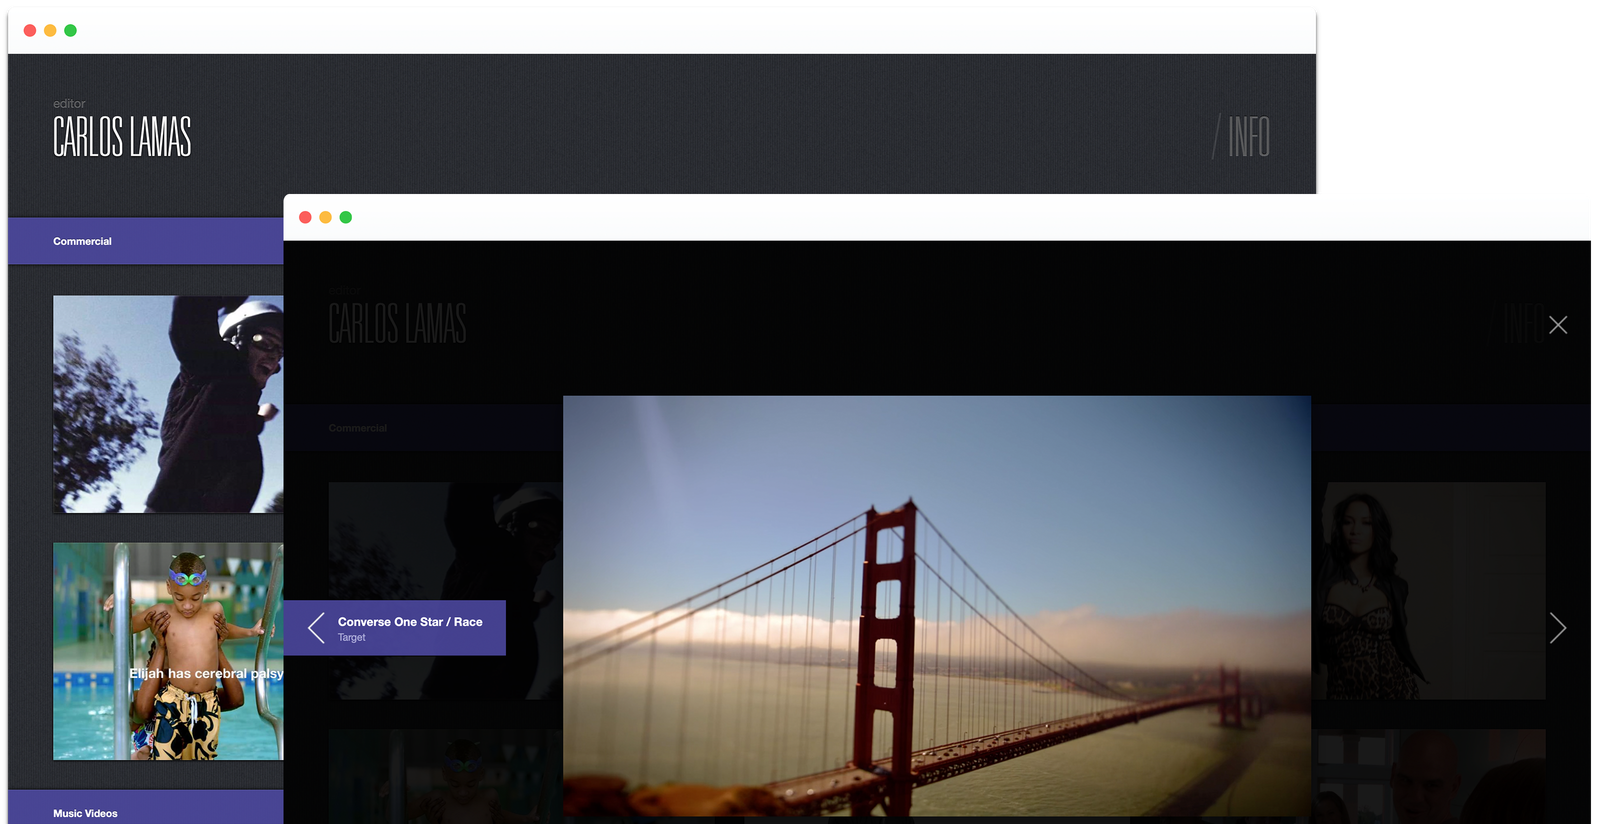 editor
CARLOS LAMAS
/ INFO
Commercial
Elijah has cerebral palsy
Music Videos
CARLOS LAMAS
/ INFO
Commercial
Converse One Star / Race
Target